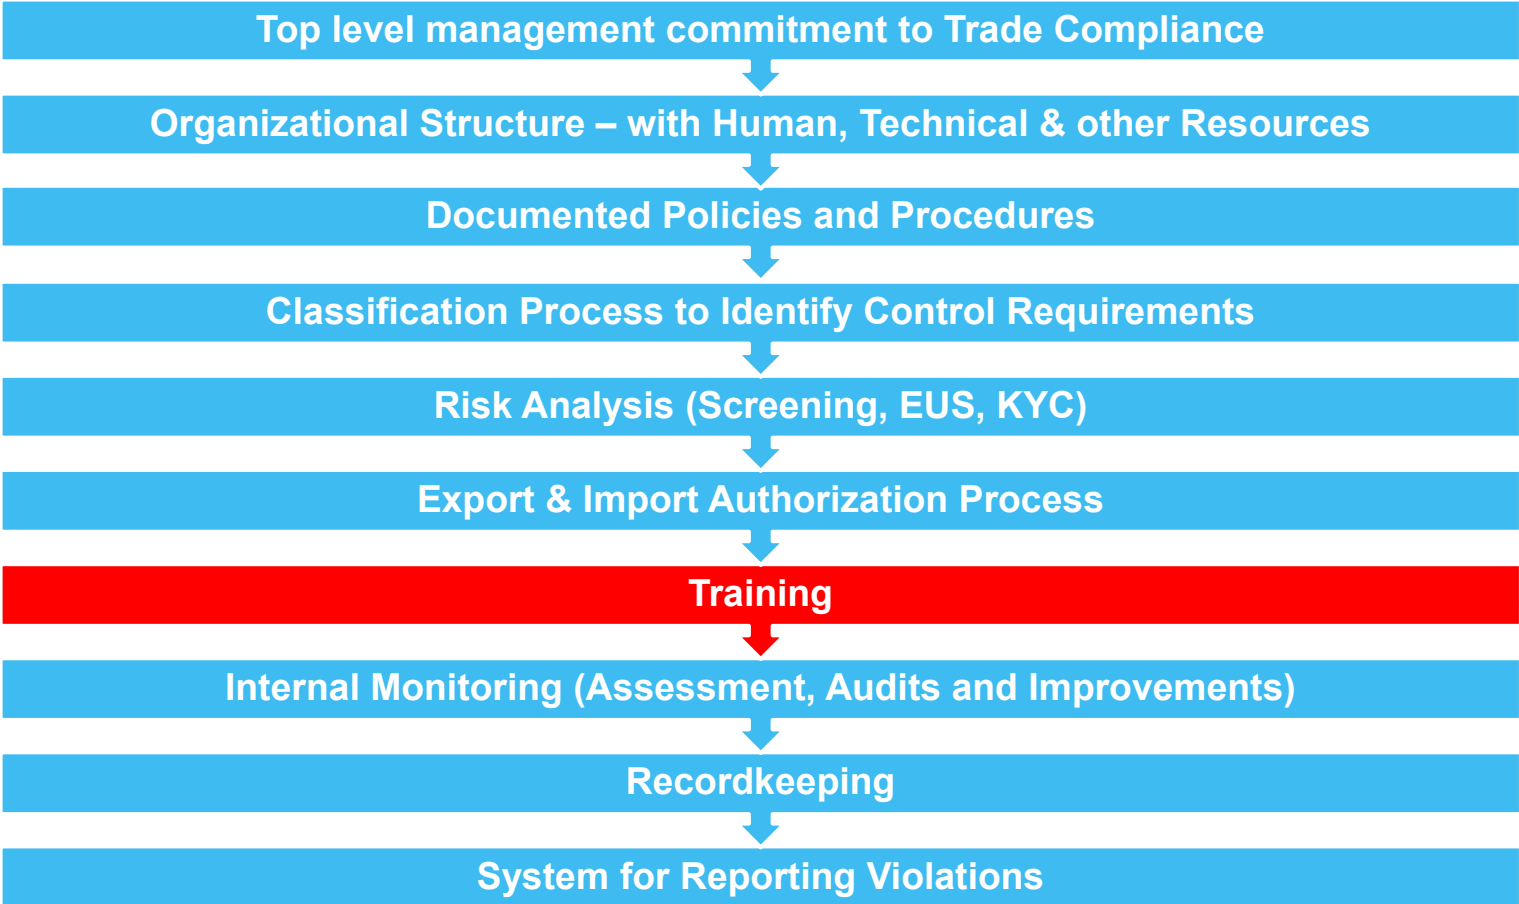 Top level management commitment to Trade Compliance
Organizational Structure – with Human, Technical & other Resources
Documented Policies and Procedures
Classification Process to Identify Control Requirements
Risk Analysis (Screening, EUS, KYC)
Export & Import Authorization Process
Training
Internal Monitoring (Assessment, Audits and Improvements)
Recordkeeping
System for Reporting Violations